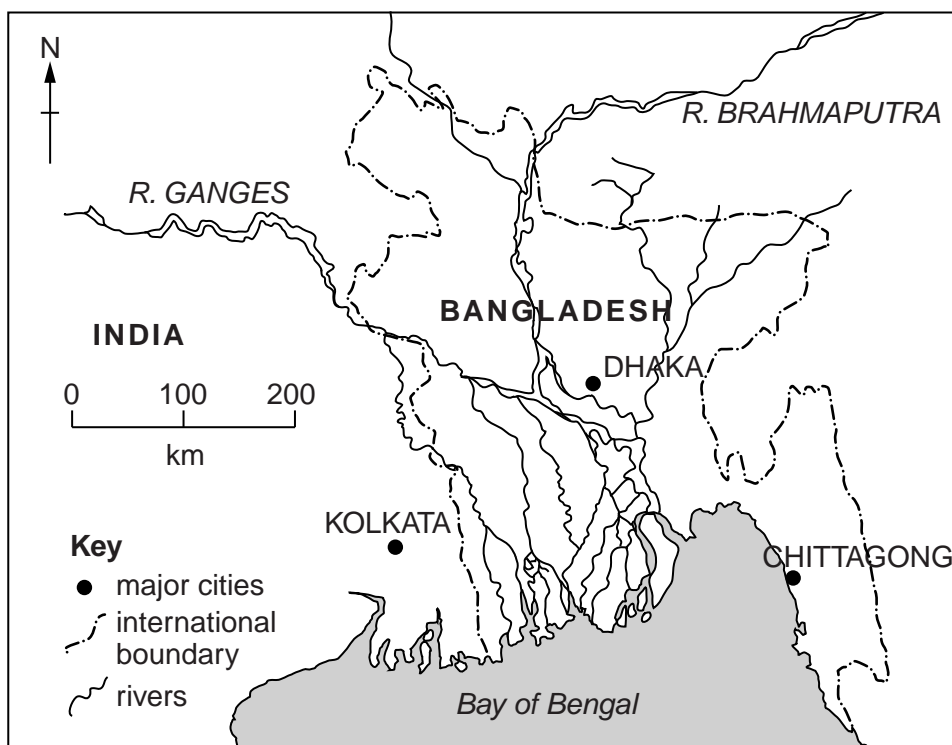 N
R. BRAHMAPUTRA
R. GANGES
BANGLADESH
INDIA
DHAKA
0 100 200
km
KOLKATA
Key
CHITTAGONG
major cities
international
boundary
rivers
Bay of Bengal